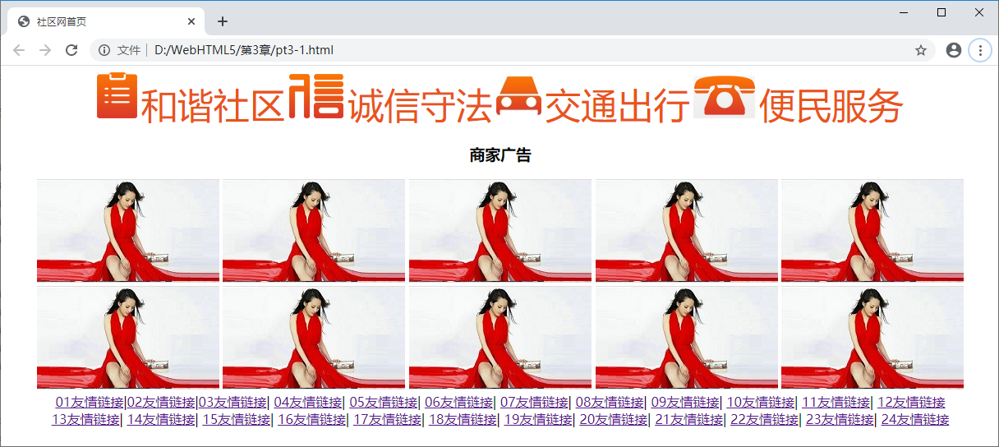 社区网首页
文件 D:/WebHTML5/第3章/pt3-1.html
和谐社区 诚信守法 交通出行 便民服务
商家广告
01友情链接|02友情链接|03友情链接| 04友情链接| 05友情链接| 06友情链接| 07友情链接| 08友情链接| 09友情链接| 10友情链接| 11友情链接| 12友情链接
13友情链接| 14友情链接| 15友情链接| 16友情链接| 17友情链接| 18友情链接| 19友情链接| 20友情链接| 21友情链接| 22友情链接| 23友情链接| 24友情链接